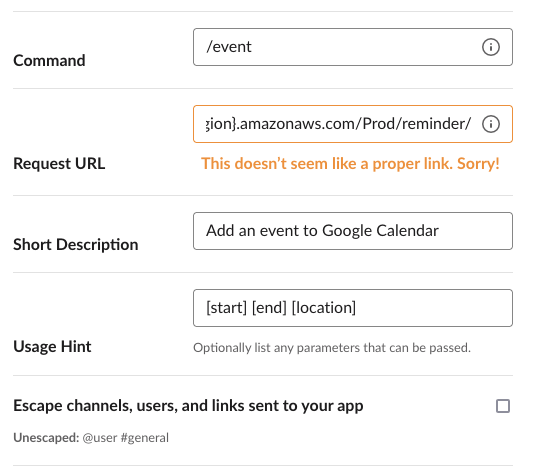 Command
/event
Request URL
gion}.amazonaws.com/Prod/reminder/
This doesn't seem like a proper link. Sorry!
Short Description
Add an event to Google Calendar
Usage Hint
[start] [end] [location]
Optionally list any parameters that can be passed.
Escape channels, users, and links sent to your app
Unescaped: @user #general